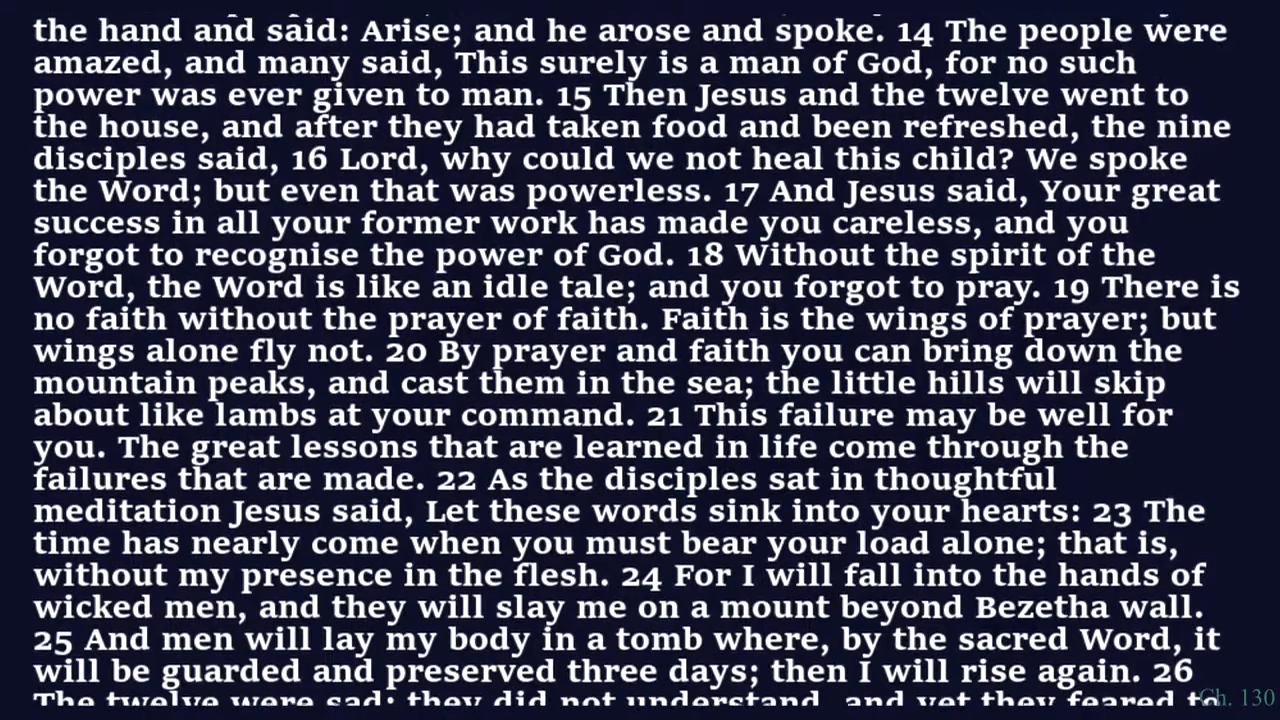 the hand and said: Arise; and he arose and spoke. 14 The people were
amazed, and many said, This surely is a man of God, for no such
power was ever given to man. 15 Then Jesus and the twelve went to
the house, and after they had taken food and been refreshed, the nine
disciples said, 16 Lord, why could we not heal this child? We spoke
the Word; but even that was powerless. 17 And Jesus said, Your great
success in all your former work has made you careless, and you
forgot to recognise the power of God. 18 Without the spirit of the
Word, the Word is like an idle tale; and you forgot to pray. 19 There is
no faith without the prayer of faith. Faith is the wings of prayer; but
wings alone fly not. 20 By prayer and faith you can bring down the
mountain peaks, and cast them in the sea; the little hills will skip
about like lambs at your command. 21 This failure may be well for
you. The great lessons that are learned in life come through the
failures that are made. 22 As the disciples sat in thoughtful
meditation Jesus said, Let these words sink into your hearts: 23 The
time has nearly come when you must bear your load alone; that is,
without my presence in the flesh. 24 For I will fall into the hands of
wicked men, and they will slay me on a mount beyond Bezetha wall.
25 And men will lay my body in a tomb where, by the sacred Word, it
will be guarded and preserved three days; then I will rise again. 26
The twelve were sad; they did not understand, and yet they feared to
Ch. 130